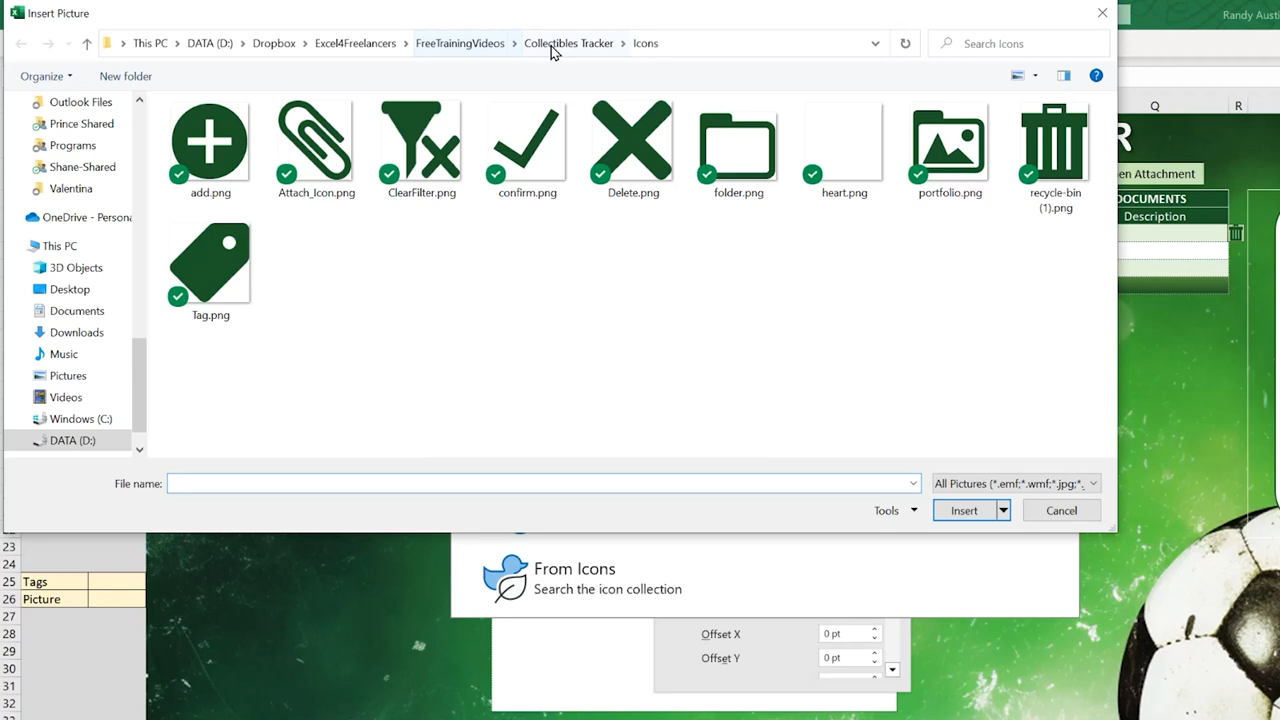 Insert Picture
Randy Austi
This PC > DATA (D:) > Dropbox > Excel4Freelancers > FreeTrainingVideos > Collectibles Tracker > Icons
Search Icons
Organize
New folder
Outlook Files
Prince Shared
Programs
Shane-Shared
Valentina
OneDrive - Persona
This PC
3D Objects
Desktop
Documents
Downloads
Music
Pictures
Videos
Windows (C:)
DATA (D:)
add.png
Attach_Icon.png
ClearFilter.png
confirm.png
Delete.png
folder.png
heart.png
portfolio.png
recycle-bin
(1).png
Tag.png
Q
R
R
en Attachment
DOCUMENTS
Description
File name:
All Pictures (*.emf;*.wmf;*.jpg;*.
Tools
Insert
Cancel
23
24
25 Tags
26 Picture
27
28
29
30
31
32
From Icons
Search the icon collection
Offset X
0 pt
Offset Y
0 pt